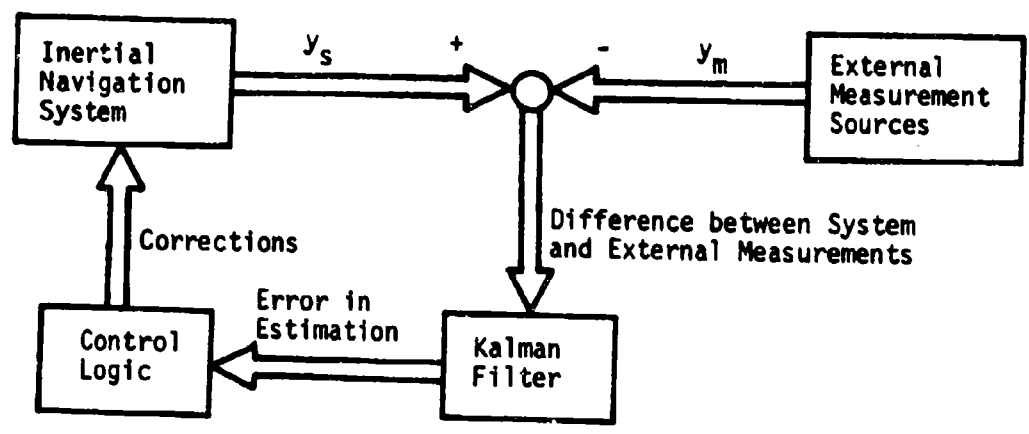 Inertial
Navigation
System
y_s
+
-
y_m
External
Measurement
Sources
Difference between System
and External Measurements
Corrections
Error in
Estimation
Control
Logic
Kalman
Filter